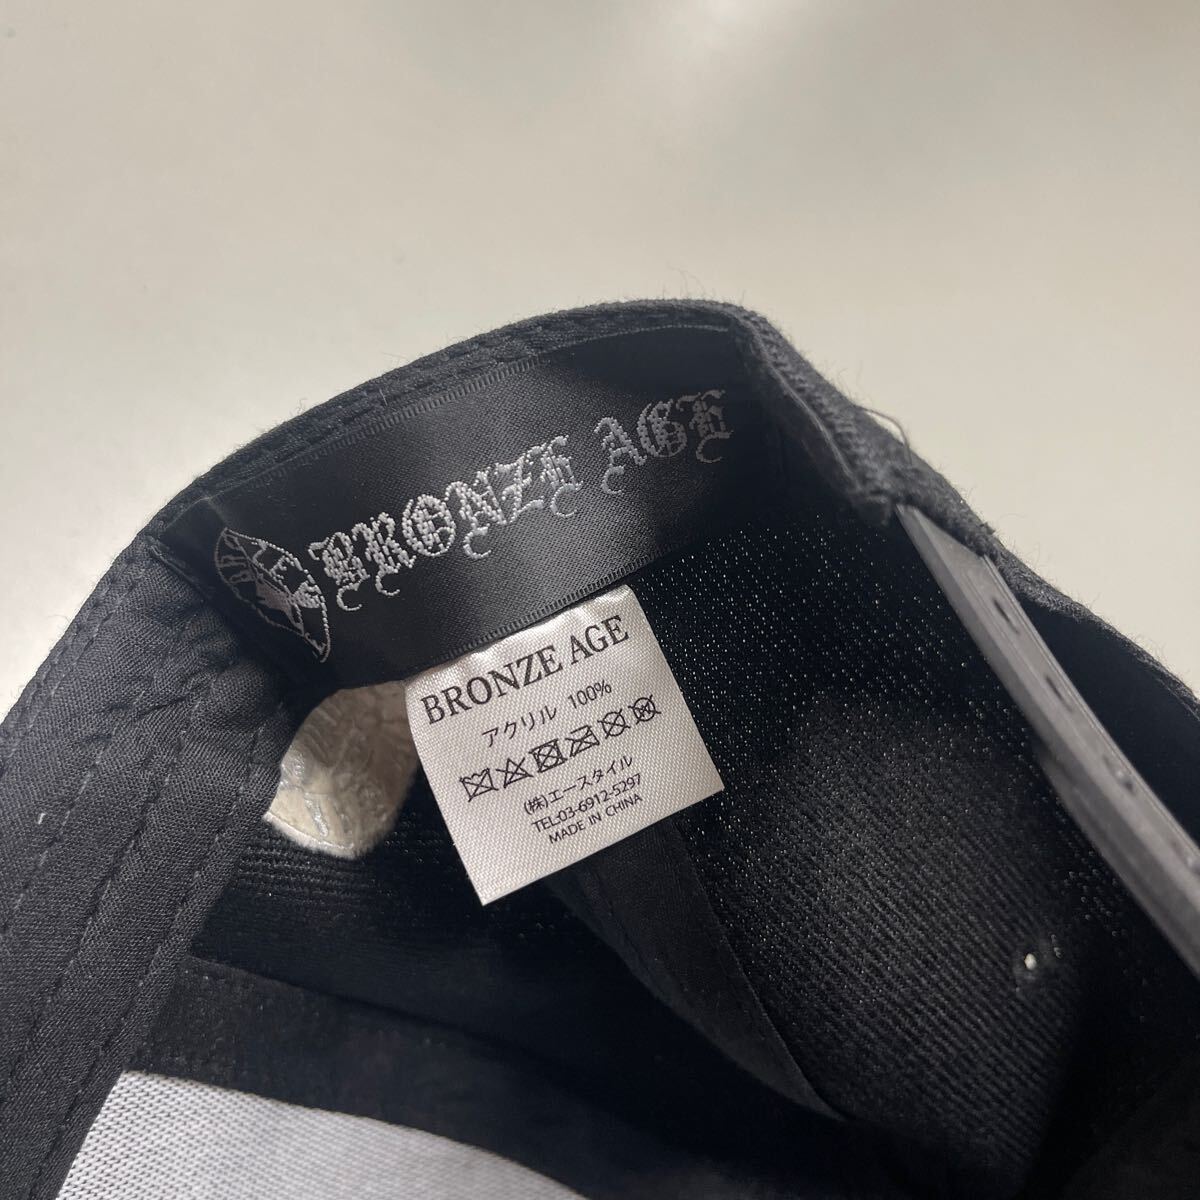 BRONZE AGE
BRONZE AGE
アクリル 100%
(株)エースタイル
TEL:03-6912-5297
MADE IN CHINA